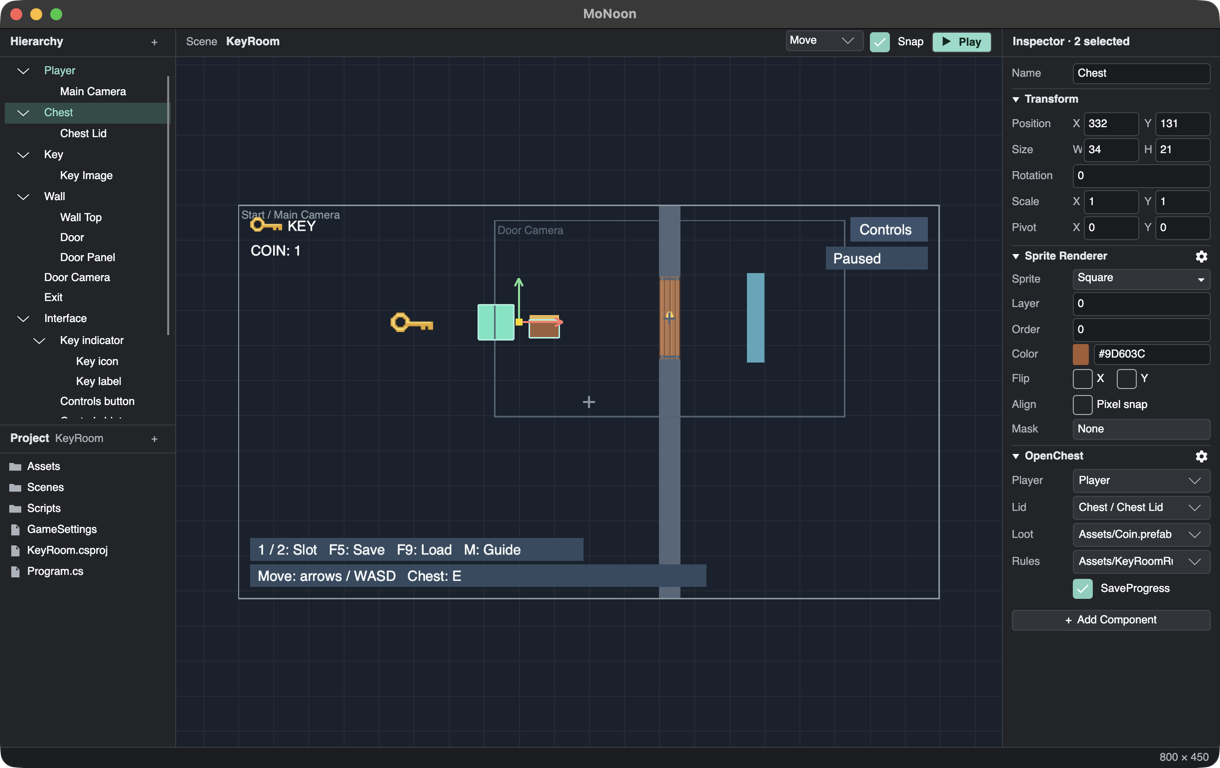 MoNoon
Hierarchy +
Player
Main Camera
Chest
Chest Lid
Key
Key Image
Wall
Wall Top
Door
Door Panel
Door Camera
Exit
Interface
Key indicator
Key icon
Key label
Controls button
Project KeyRoom +
Assets
Scenes
Scripts
GameSettings
KeyRoom.csproj
Program.cs
Scene KeyRoom
Move
Snap
Play
Start / Main Camera
KEY
COIN: 1
Door Camera
Controls
Paused
1 / 2: Slot F5: Save F9: Load M: Guide
Move: arrows / WASD Chest: E
Inspector · 2 selected
Name Chest
Transform
Position X 332 Y 131
Size W 34 H 21
Rotation 0
Scale X 1 Y 1
Pivot X 0 Y 0
Sprite Renderer
Sprite Square
Layer 0
Order 0
Color #9D603C
Flip X Y
Align Pixel snap
Mask None
OpenChest
Player Player
Lid Chest / Chest Lid
Loot Assets/Coin.prefab
Rules Assets/KeyRoomRu
SaveProgress
+ Add Component
800 × 450